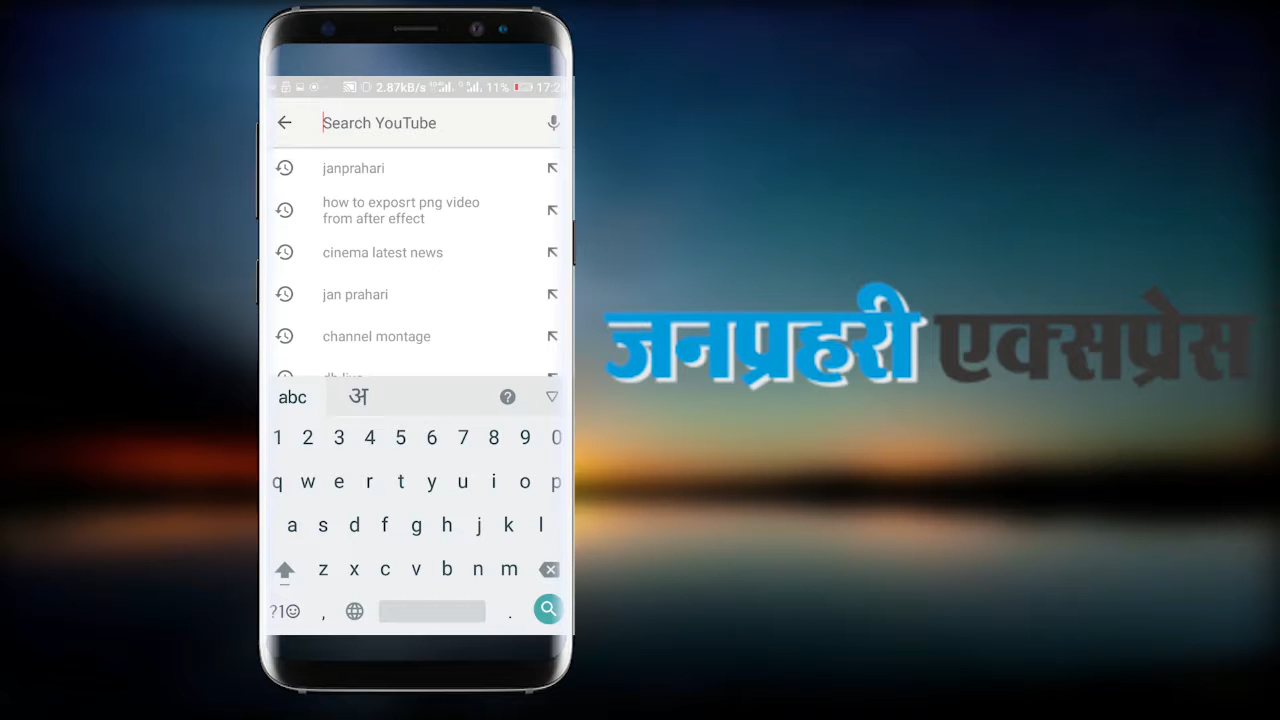 2.87kB/s 11% 17:2
Search YouTube
janprahari
how to exposrt png video
from after effect
cinema latest news
jan prahari
channel montage
जनप्रहरी एक्सप्रेस
abc अ ?
1 2 3 4 5 6 7 8 9 0
q w e r t y u i o p
a s d f g h j k l
z x c v b n m
?1☺ , .